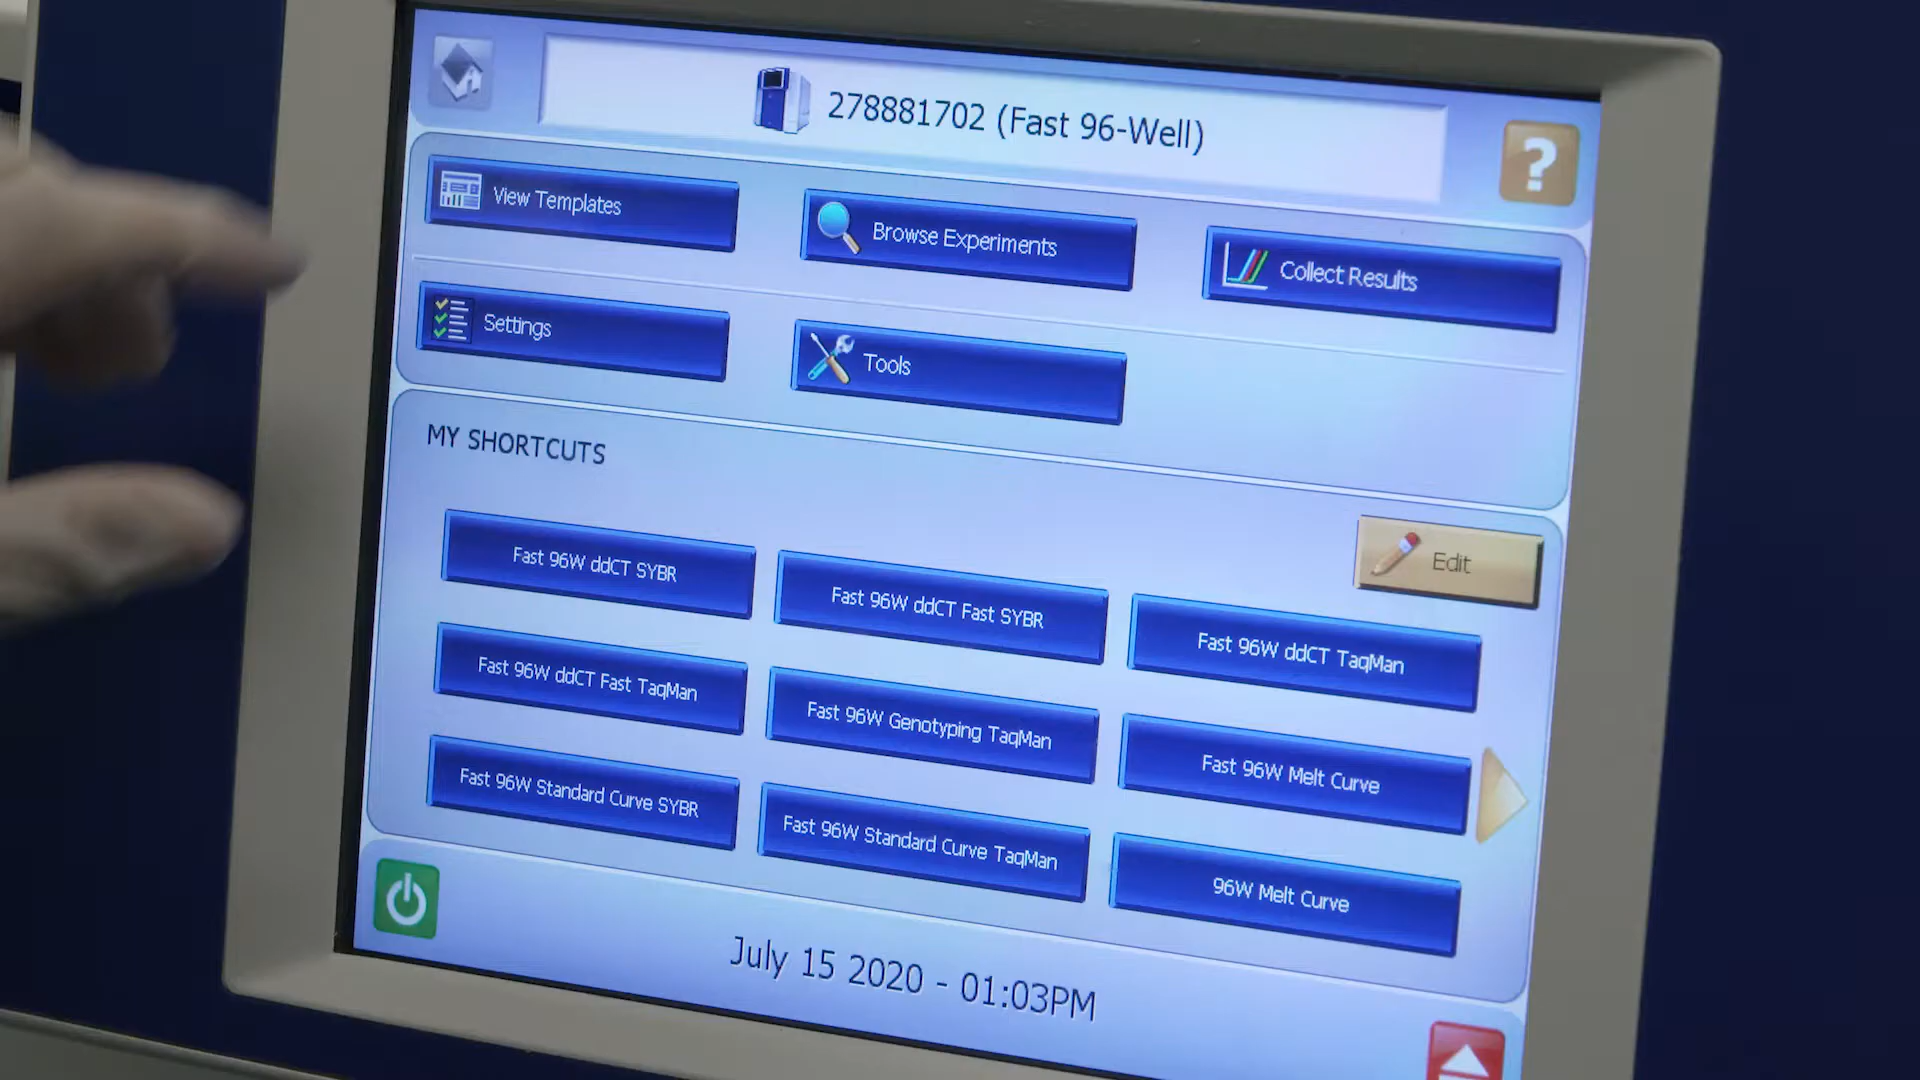 278881702 (Fast 96-Well)
?
View Templates
Browse Experiments
Collect Results
Settings
Tools
MY SHORTCUTS
Edit
Fast 96W ddCT SYBR
Fast 96W ddCT Fast SYBR
Fast 96W ddCT TaqMan
Fast 96W ddCT Fast TaqMan
Fast 96W Genotyping TaqMan
Fast 96W Melt Curve
Fast 96W Standard Curve SYBR
Fast 96W Standard Curve TaqMan
96W Melt Curve
July 15 2020 - 01:03PM